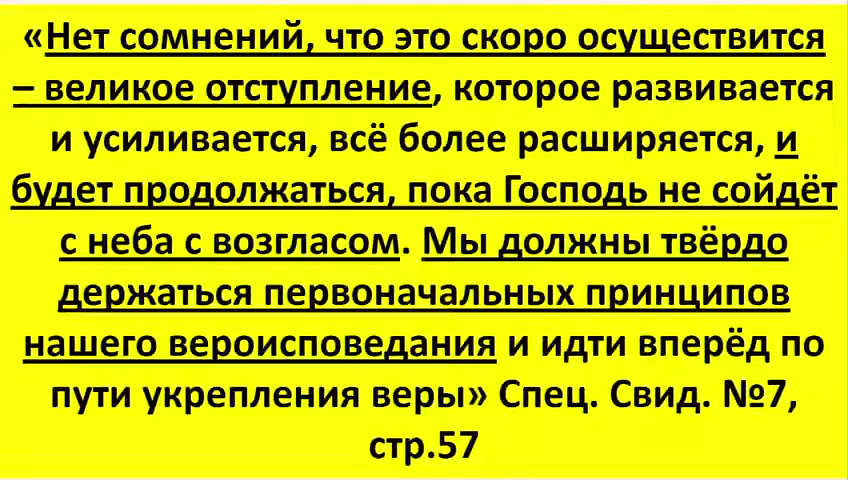 «Нет сомнений, что это скоро осуществится
– великое отступление, которое развивается
и усиливается, всё более расширяется, и
будет продолжаться, пока Господь не сойдёт
с неба с возгласом. Мы должны твёрдо
держаться первоначальных принципов
нашего вероисповедания и идти вперёд по
пути укрепления веры» Спец. Свид. №7,
стр.57